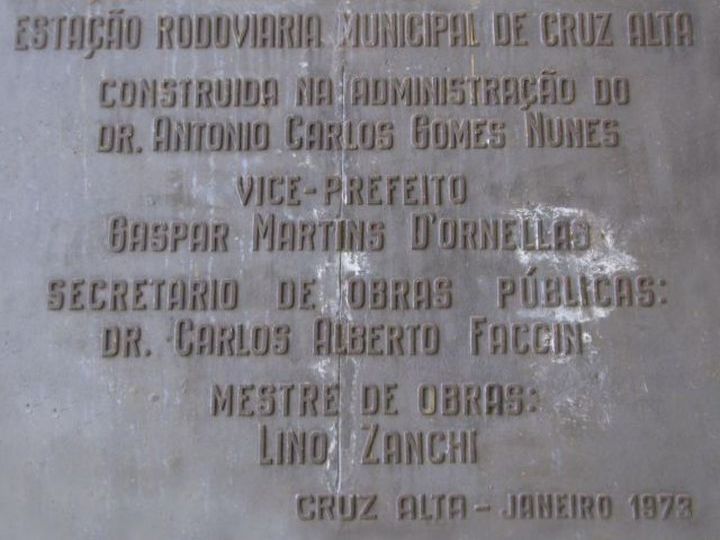 ESTAÇÃO RODOVIARIA MUNICIPAL DE CRUZ ALTA
CONSTRUIDA NA ADMINISTRAÇÃO DO
DR. ANTONIO CARLOS GOMES NUNES
VICE-PREFEITO
GASPAR MARTINS D'ORNELLAS
SECRETARIO DE OBRAS PÚBLICAS:
DR. CARLOS ALBERTO FACCIN
MESTRE DE OBRAS:
LINO ZANCHI
CRUZ ALTA - JANEIRO 1973